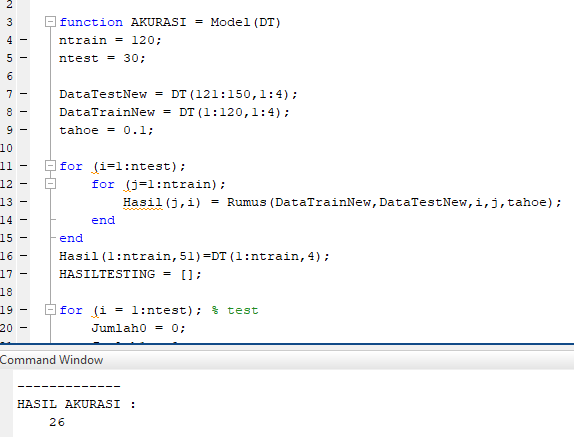 2
3 function AKURASI = Model(DT)
4 ntrain = 120;
5 ntest = 30;
6
7 DataTestNew = DT(121:150,1:4);
8 DataTrainNew = DT(1:120,1:4);
9 tahoe = 0.1;
10
11 for (i=1:ntest);
12 for (j=1:ntrain);
13 Hasil(j,i) = Rumus(DataTrainNew,DataTestNew,i,j,tahoe);
14 end
15 end
16 Hasil(1:ntrain,51)=DT(1:ntrain,4);
17 HASILTESTING = [];
18
19 for (i = 1:ntest); % test
20 Jumlah0 = 0;
Command Window
-------------
HASIL AKURASI :
26